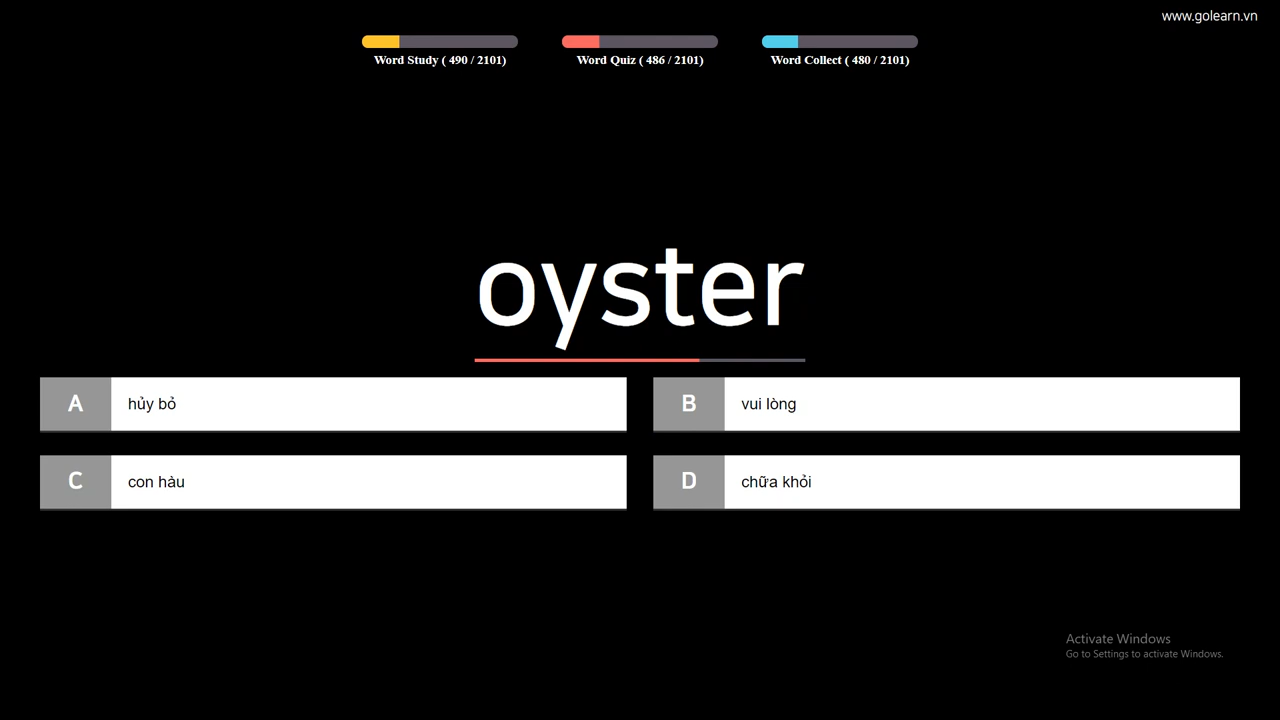 www.golearn.vn
Word Study ( 490 / 2101)
Word Quiz ( 486 / 2101)
Word Collect ( 480 / 2101)
oyster
A hủy bỏ
B vui lòng
C con hàu
D chữa khỏi
Activate Windows
Go to Settings to activate Windows.